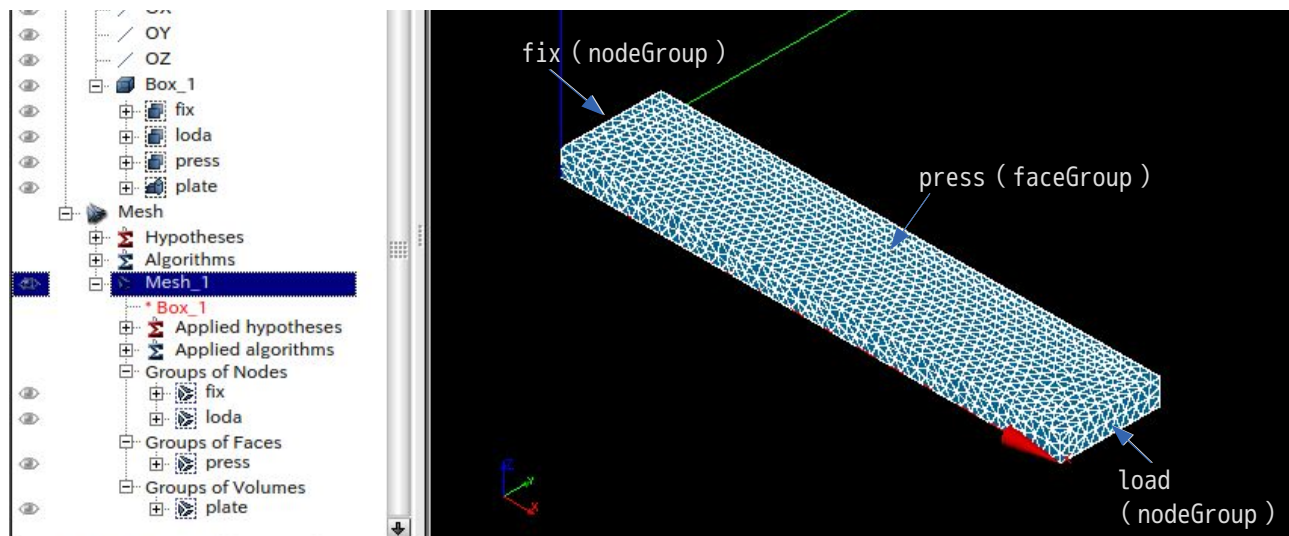 OX
OY
OZ
Box_1
fix
loda
press
plate
Mesh
Hypotheses
Algorithms
Mesh_1
* Box_1
Applied hypotheses
Applied algorithms
Groups of Nodes
fix
loda
Groups of Faces
press
Groups of Volumes
plate
fix（nodeGroup）
press（faceGroup）
load
（nodeGroup）
Z
Y
X